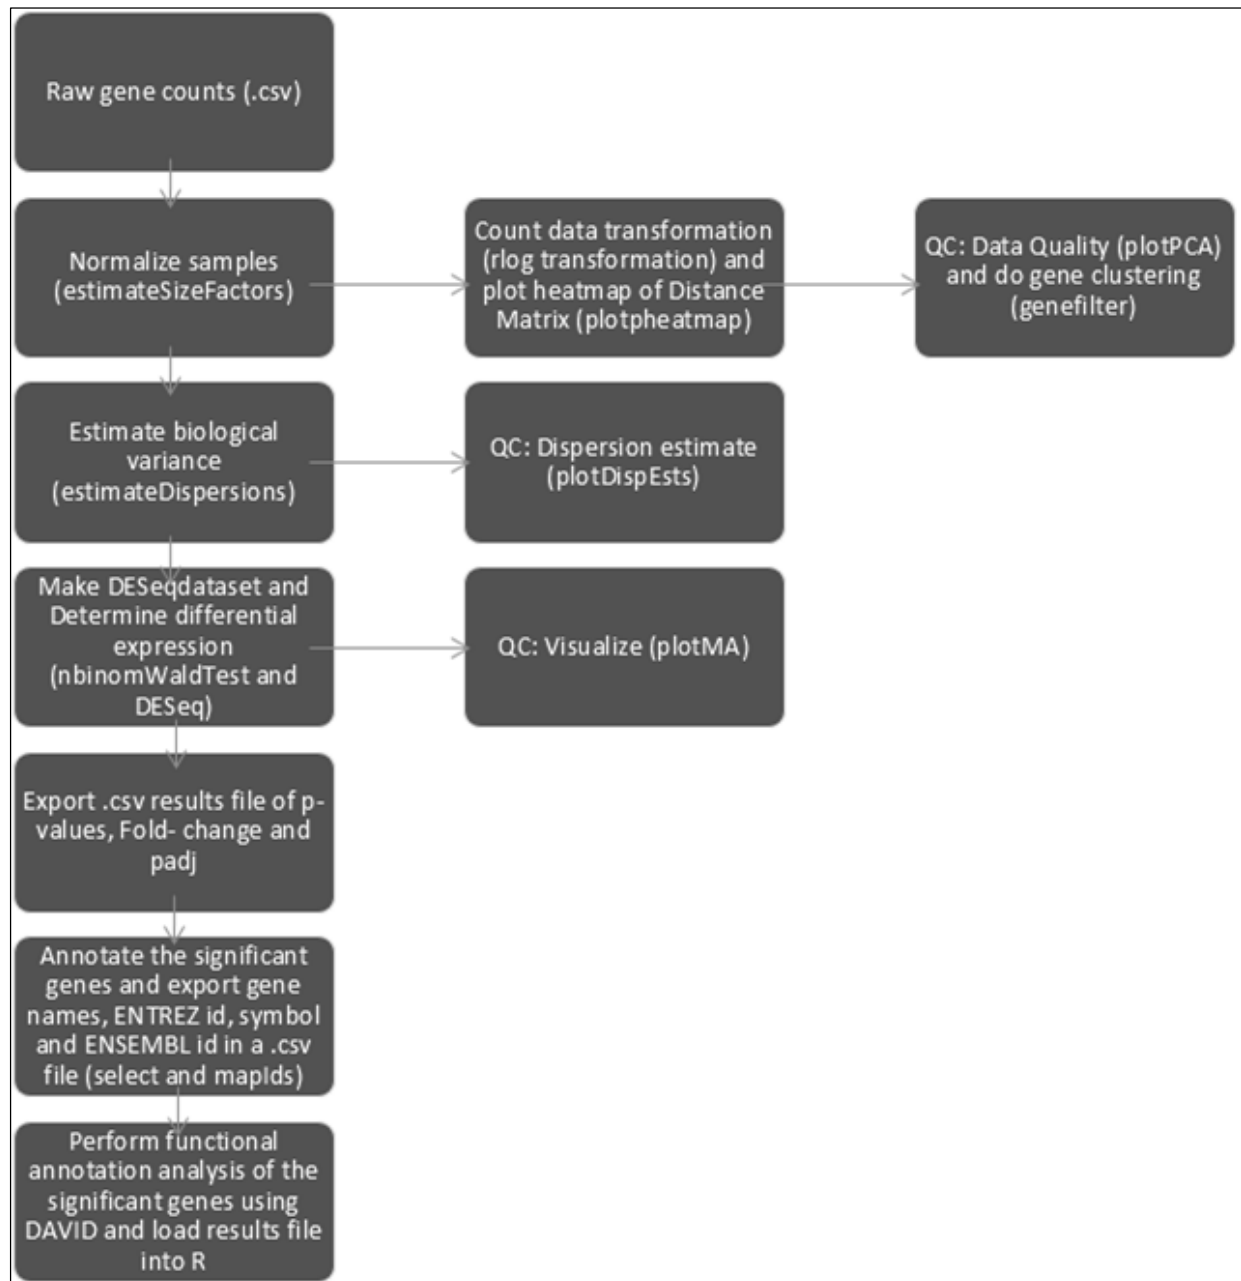 Raw gene counts (.csv)
Normalize samples
(estimateSizeFactors)
Count data transformation
(rlog transformation) and
plot heatmap of Distance
Matrix (plotpheatmap)
QC: Data Quality (plotPCA)
and do gene clustering
(genefilter)
Estimate biological
variance
(estimateDispersions)
QC: Dispersion estimate
(plotDispEsts)
Make DESeqdataset and
Determine differential
expression
(nbinomWaldTest and
DESeq)
QC: Visualize (plotMA)
Export .csv results file of p-
values, Fold- change and
padj
Annotate the significant
genes and export gene
names, ENTREZ id, symbol
and ENSEMBL id in a .csv
file (select and mapIds)
Perform functional
annotation analysis of the
significant genes using
DAVID and load results file
into R